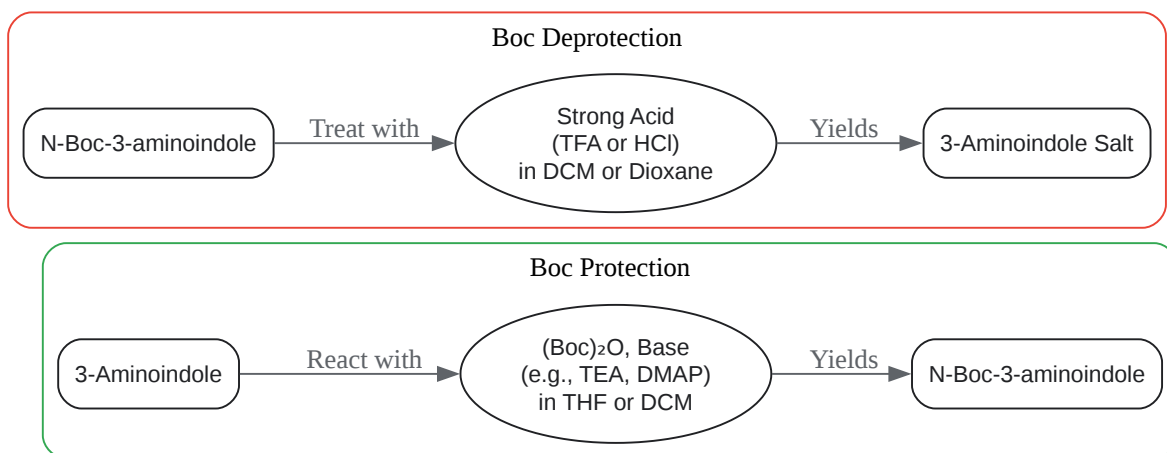 Boc Deprotection
N-Boc-3-aminoindole
Treat with
Strong Acid
(TFA or HCl)
in DCM or Dioxane
Yields
3-Aminoindole Salt
Boc Protection
3-Aminoindole
React with
(Boc)₂O, Base
(e.g., TEA, DMAP)
in THF or DCM
Yields
N-Boc-3-aminoindole